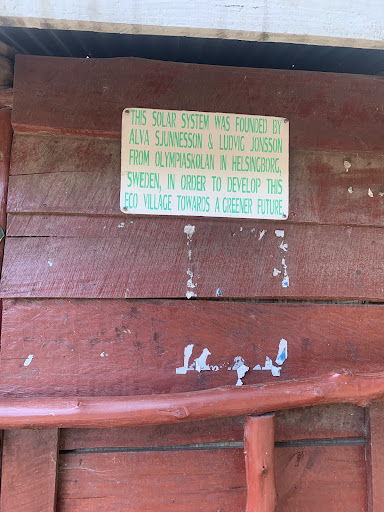 THIS SOLAR SYSTEM WAS FOUNDED BY
ALVA SJUNNESSON & LUDVIG JONSSON
FROM OLYMPIASKOLAN IN HELSINGBORG,
SWEDEN, IN ORDER TO DEVELOP THIS
ECO VILLAGE TOWARDS A GREENER FUTURE